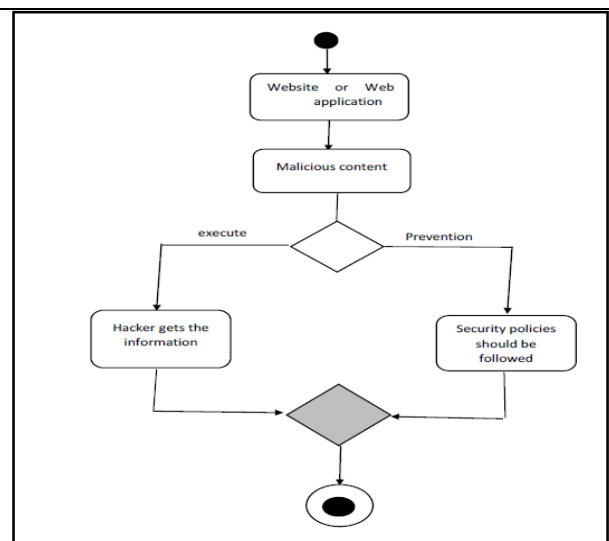 Website or Web
application
Malicious content
execute
Prevention
Hacker gets the
information
Security policies
should be
followed